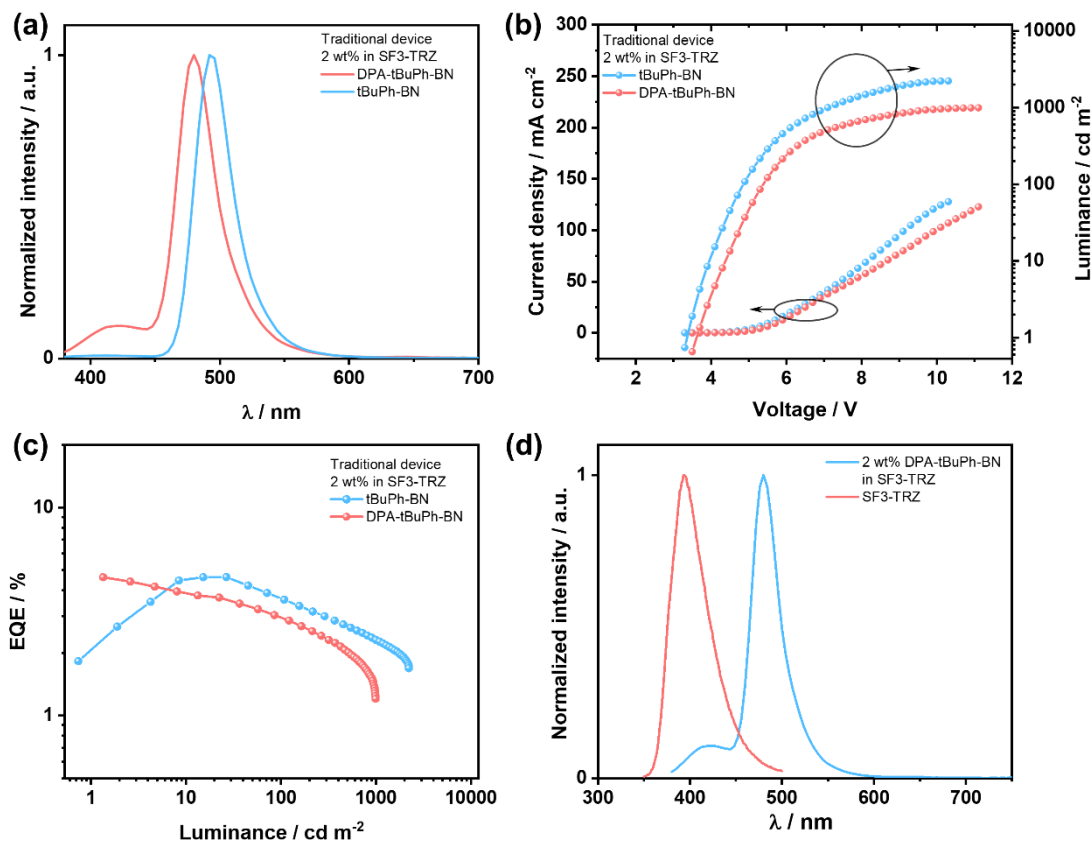 (a)
Traditional device
2 wt% in SF3-TRZ
DPA-tBuPh-BN
tBuPh-BN
Normalized intensity / a.u.
1
0
400
500
600
700
λ / nm
(b)
Traditional device
2 wt% in SF3-TRZ
tBuPh-BN
DPA-tBuPh-BN
Current density / mA cm⁻²
300
250
200
150
100
50
0
2
4
6
8
10
12
Voltage / V
10000
1000
100
10
1
Luminance / cd m⁻²
(c)
Traditional device
2 wt% in SF3-TRZ
tBuPh-BN
DPA-tBuPh-BN
EQE / %
10
1
1
10
100
1000
10000
Luminance / cd m⁻²
(d)
2 wt% DPA-tBuPh-BN
in SF3-TRZ
SF3-TRZ
Normalized intensity / a.u.
1
0
300
400
500
600
700
λ / nm